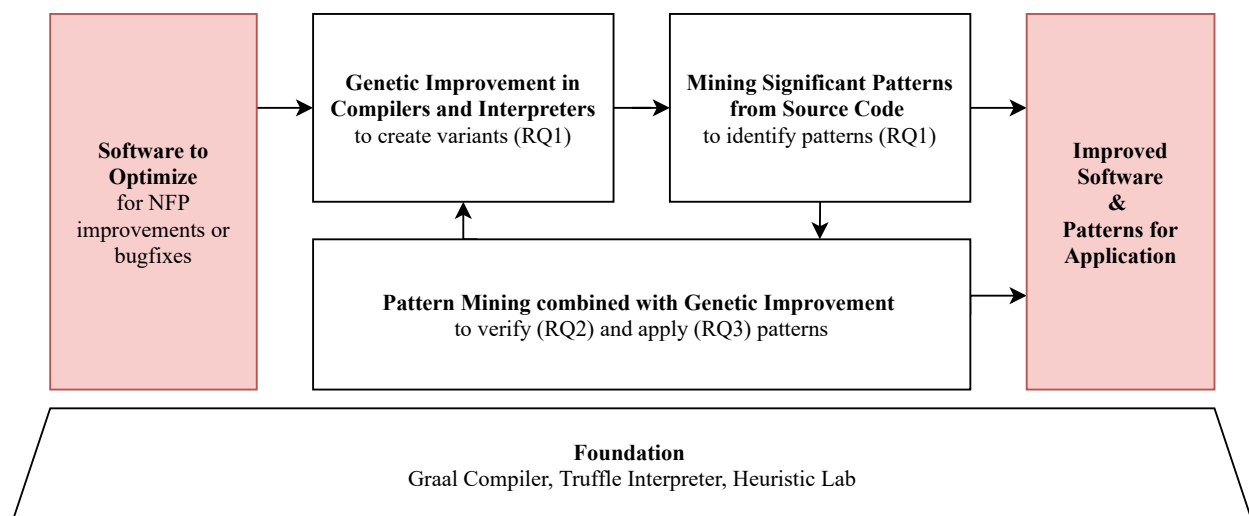 Software to
Optimize
for NFP
improvements or
bugfixes
Genetic Improvement in
Compilers and Interpreters
to create variants (RQ1)
Mining Significant Patterns
from Source Code
to identify patterns (RQ1)
Pattern Mining combined with Genetic Improvement
to verify (RQ2) and apply (RQ3) patterns
Improved
Software
&
Patterns for
Application
Foundation
Graal Compiler, Truffle Interpreter, Heuristic Lab